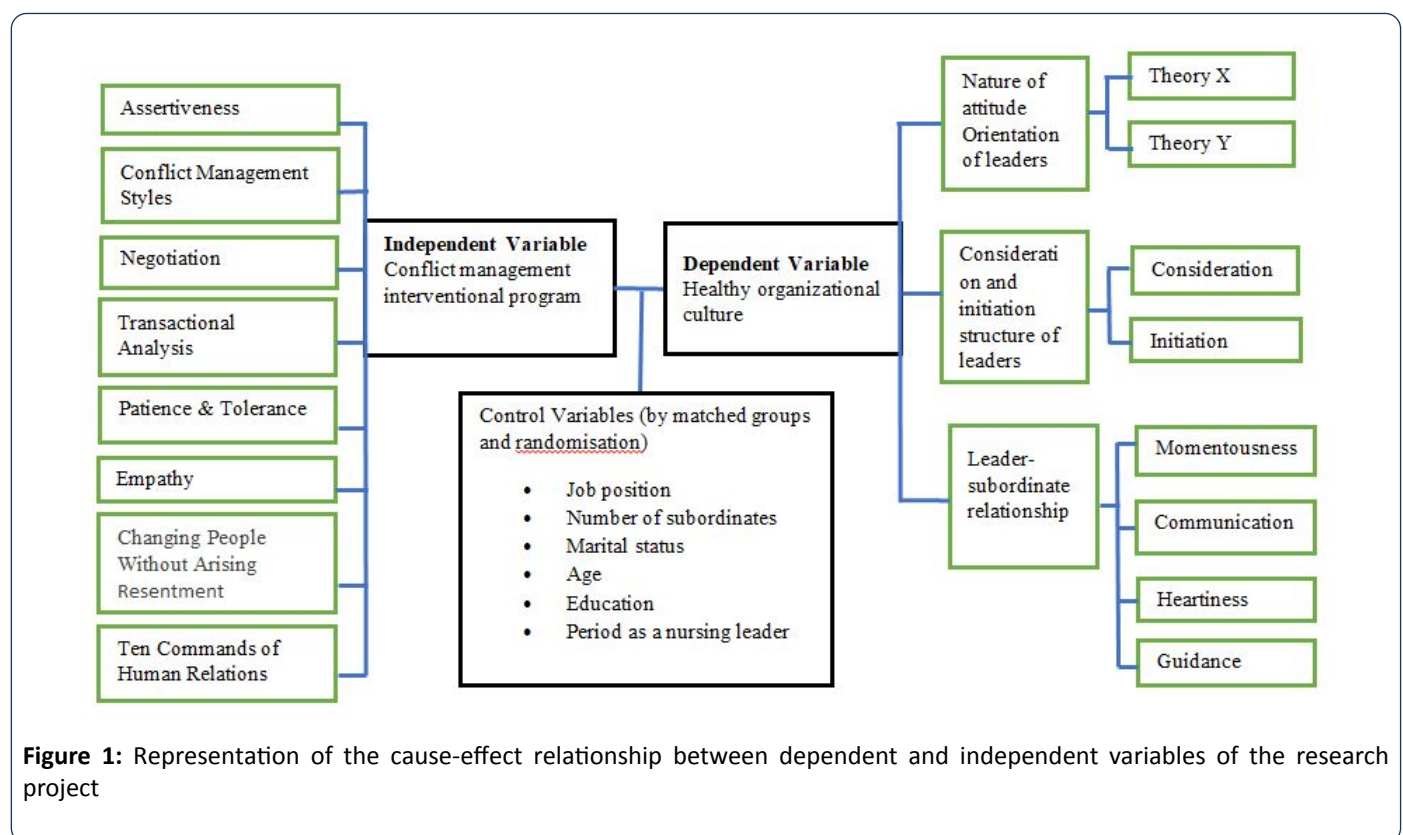 Assertiveness
Conflict Management
Styles
Negotiation
Transactional
Analysis
Patience & Tolerance
Empathy
Changing People
Without Arising
Resentment
Ten Commands of
Human Relations
Independent Variable
Conflict management
interventional program
Dependent Variable
Healthy organizational
culture
Control Variables (by matched groups
and randomisation)
• Job position
• Number of subordinates
• Marital status
• Age
• Education
• Period as a nursing leader
Nature of
attitude
Orientation
of leaders
Theory X
Theory Y
Considerati
on and
initiation
structure of
leaders
Consideration
Initiation
Leader-
subordinate
relationship
Momentousness
Communication
Heartiness
Guidance
Figure 1: Representation of the cause-effect relationship between dependent and independent variables of the research
project